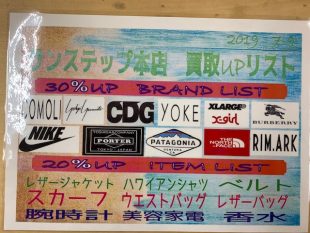 2019.7
ワンステップ本店 買取UPリスト
30%UP BRAND LIST
COMOLI Yohji Yamamoto CDG YOKE XLARGE X-girl BURBERRY
NIKE PORTER PATAGONIA THE NORTH FACE RIM.ARK
20%UP ITEM LIST
レザージャケット ハワイアンシャツ ベルト
スカーフ ウエストバッグ レザーバッグ
腕時計 美容家電 香水